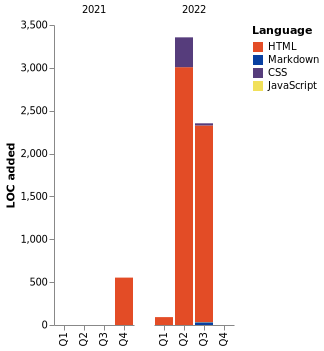 2021
2022
Language
HTML
Markdown
CSS
JavaScript
LOC added
3,500
3,000
2,500
2,000
1,500
1,000
500
0
Q1
Q2
Q3
Q4
Q1
Q2
Q3
Q4